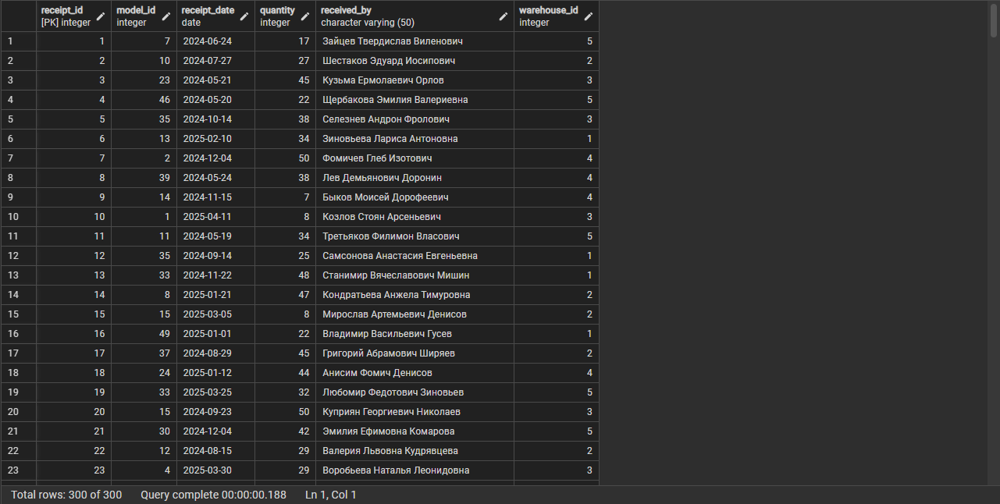 receipt_id model_id receipt_date quantity received_by warehouse_id
[PK] integer integer date integer character varying (50) integer
1 1 7 2024-06-24 17 Зайцев Твердислав Виленович 5
2 2 10 2024-07-27 27 Шестаков Эдуард Иосипович 2
3 3 23 2024-05-21 45 Кузьма Ермолаевич Орлов 3
4 4 46 2024-05-20 22 Щербакова Эмилия Валериевна 5
5 5 35 2024-10-14 38 Селезнев Андрон Фролович 3
6 6 13 2025-02-10 34 Зиновьева Лариса Антоновна 1
7 7 2 2024-12-04 50 Фомичев Глеб Изотович 4
8 8 39 2024-05-24 38 Лев Демьянович Доронин 4
9 9 14 2024-11-15 7 Быков Моисей Дорофеевич 4
10 10 1 2025-04-11 8 Козлов Стоян Арсеньевич 3
11 11 11 2024-05-19 34 Третьяков Филимон Власович 5
12 12 35 2024-09-14 25 Самсонова Анастасия Евгеньевна 1
13 13 33 2024-11-22 48 Станимир Вячеславович Мишин 1
14 14 8 2025-01-21 47 Кондратьева Анжела Тимуровна 2
15 15 15 2025-03-05 8 Мирослав Артемьевич Денисов 2
16 16 49 2025-01-01 22 Владимир Васильевич Гусев 1
17 17 37 2024-08-29 45 Григорий Абрамович Ширяев 2
18 18 24 2025-01-12 44 Анисим Фомич Денисов 4
19 19 33 2025-03-25 32 Любомир Федотович Зиновьев 5
20 20 15 2024-09-23 50 Куприян Георгиевич Николаев 3
21 21 30 2024-12-04 42 Эмилия Ефимовна Комарова 5
22 22 12 2024-08-15 29 Валерия Львовна Кудрявцева 2
23 23 4 2025-03-30 29 Воробьева Наталья Леонидовна 3
Total rows: 300 of 300 Query complete 00:00:00.188 Ln 1, Col 1